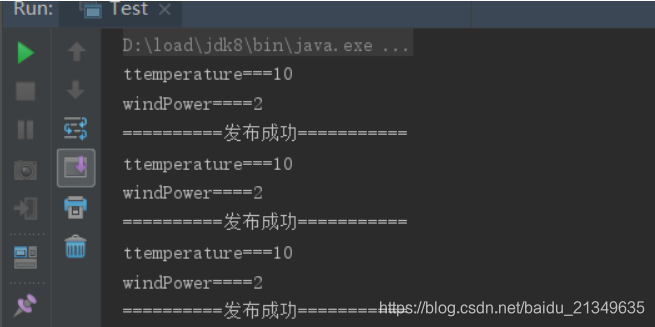 Run: Test
D:\load\jdk8\bin\java.exe ...
ttemperature===10
windPower====2
==========发布成功===========
ttemperature===10
windPower====2
==========发布成功===========
ttemperature===10
windPower====2
==========发布成功===========
https://blog.csdn.net/baidu_21349635